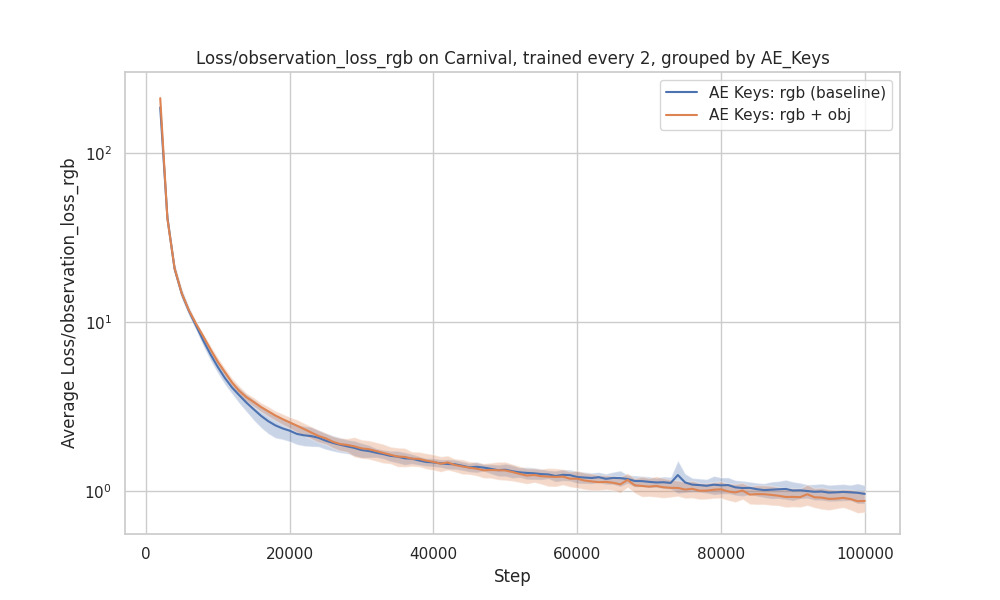 Loss/observation_loss_rgb on Carnival, trained every 2, grouped by AE_Keys
AE Keys: rgb (baseline)
AE Keys: rgb + obj
Average Loss/observation_loss_rgb
10²
10¹
10⁰
0
20000
40000
60000
80000
100000
Step